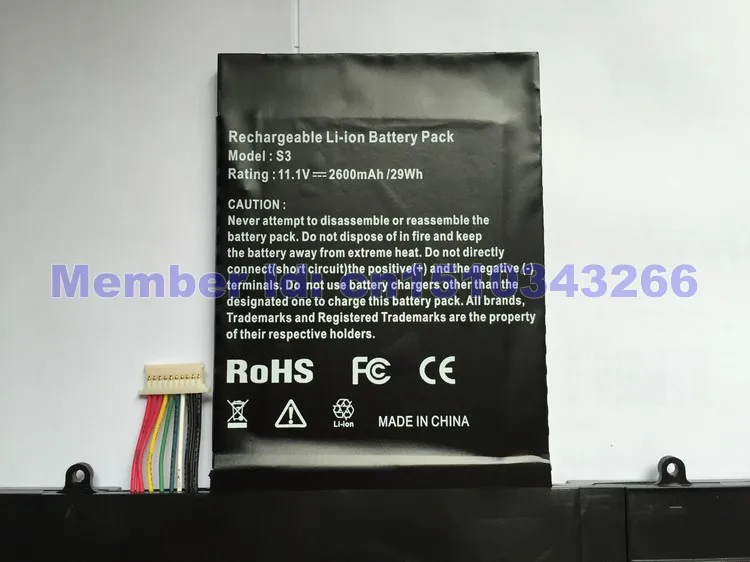 Rechargeable Li-ion Battery Pack
Model : S3
Rating : 11.1V⎓2600mAh /29Wh
CAUTION :
Never attempt to disassemble or reassemble the
battery pack. Do not dispose of in fire and keep
the battery away from extreme heat. Do not directly
connect(short circuit)the positive(+) and the negative (-)
terminals. Do not use battery chargers other than the
designated one to charge this battery pack. All brands,
Trademarks and Registered Trademarks are the property
of their respective holders.
Member Id: cn1510343266
RoHS FC CE
Li-ion
MADE IN CHINA